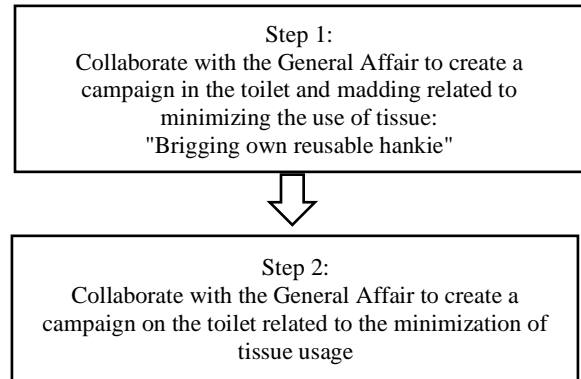 Step 1:
Collaborate with the General Affair to create a
campaign in the toilet and madding related to
minimizing the use of tissue:
"Brigging own reusable hankie"
Step 2:
Collaborate with the General Affair to create a
campaign on the toilet related to the minimization of
tissue usage